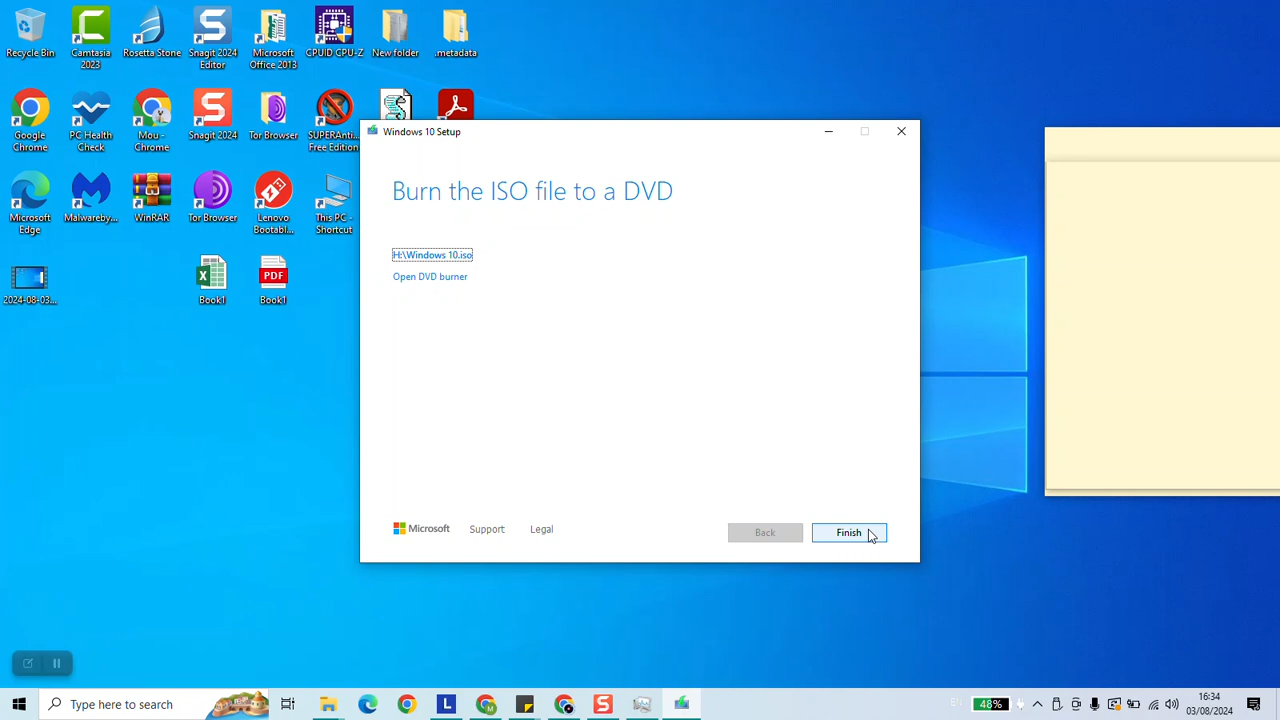 Recycle Bin
Camtasia 2023
Rosetta Stone
Snagit 2024 Editor
Microsoft Office 2013
CPUID CPU-Z
New folder
.metadata
Google Chrome
PC Health Check
Mou - Chrome
Snagit 2024
Tor Browser
SUPERAnti... Free Edition
Microsoft Edge
Malwareby...
WinRAR
Tor Browser
Lenovo Bootabl...
This PC - Shortcut
2024-08-03...
Book1
PDF
Book1
Windows 10 Setup
Burn the ISO file to a DVD
H:\Windows 10.iso
Open DVD burner
Microsoft
Support
Legal
Back
Finish
Type here to search
L
EN
48%
16:34
03/08/2024